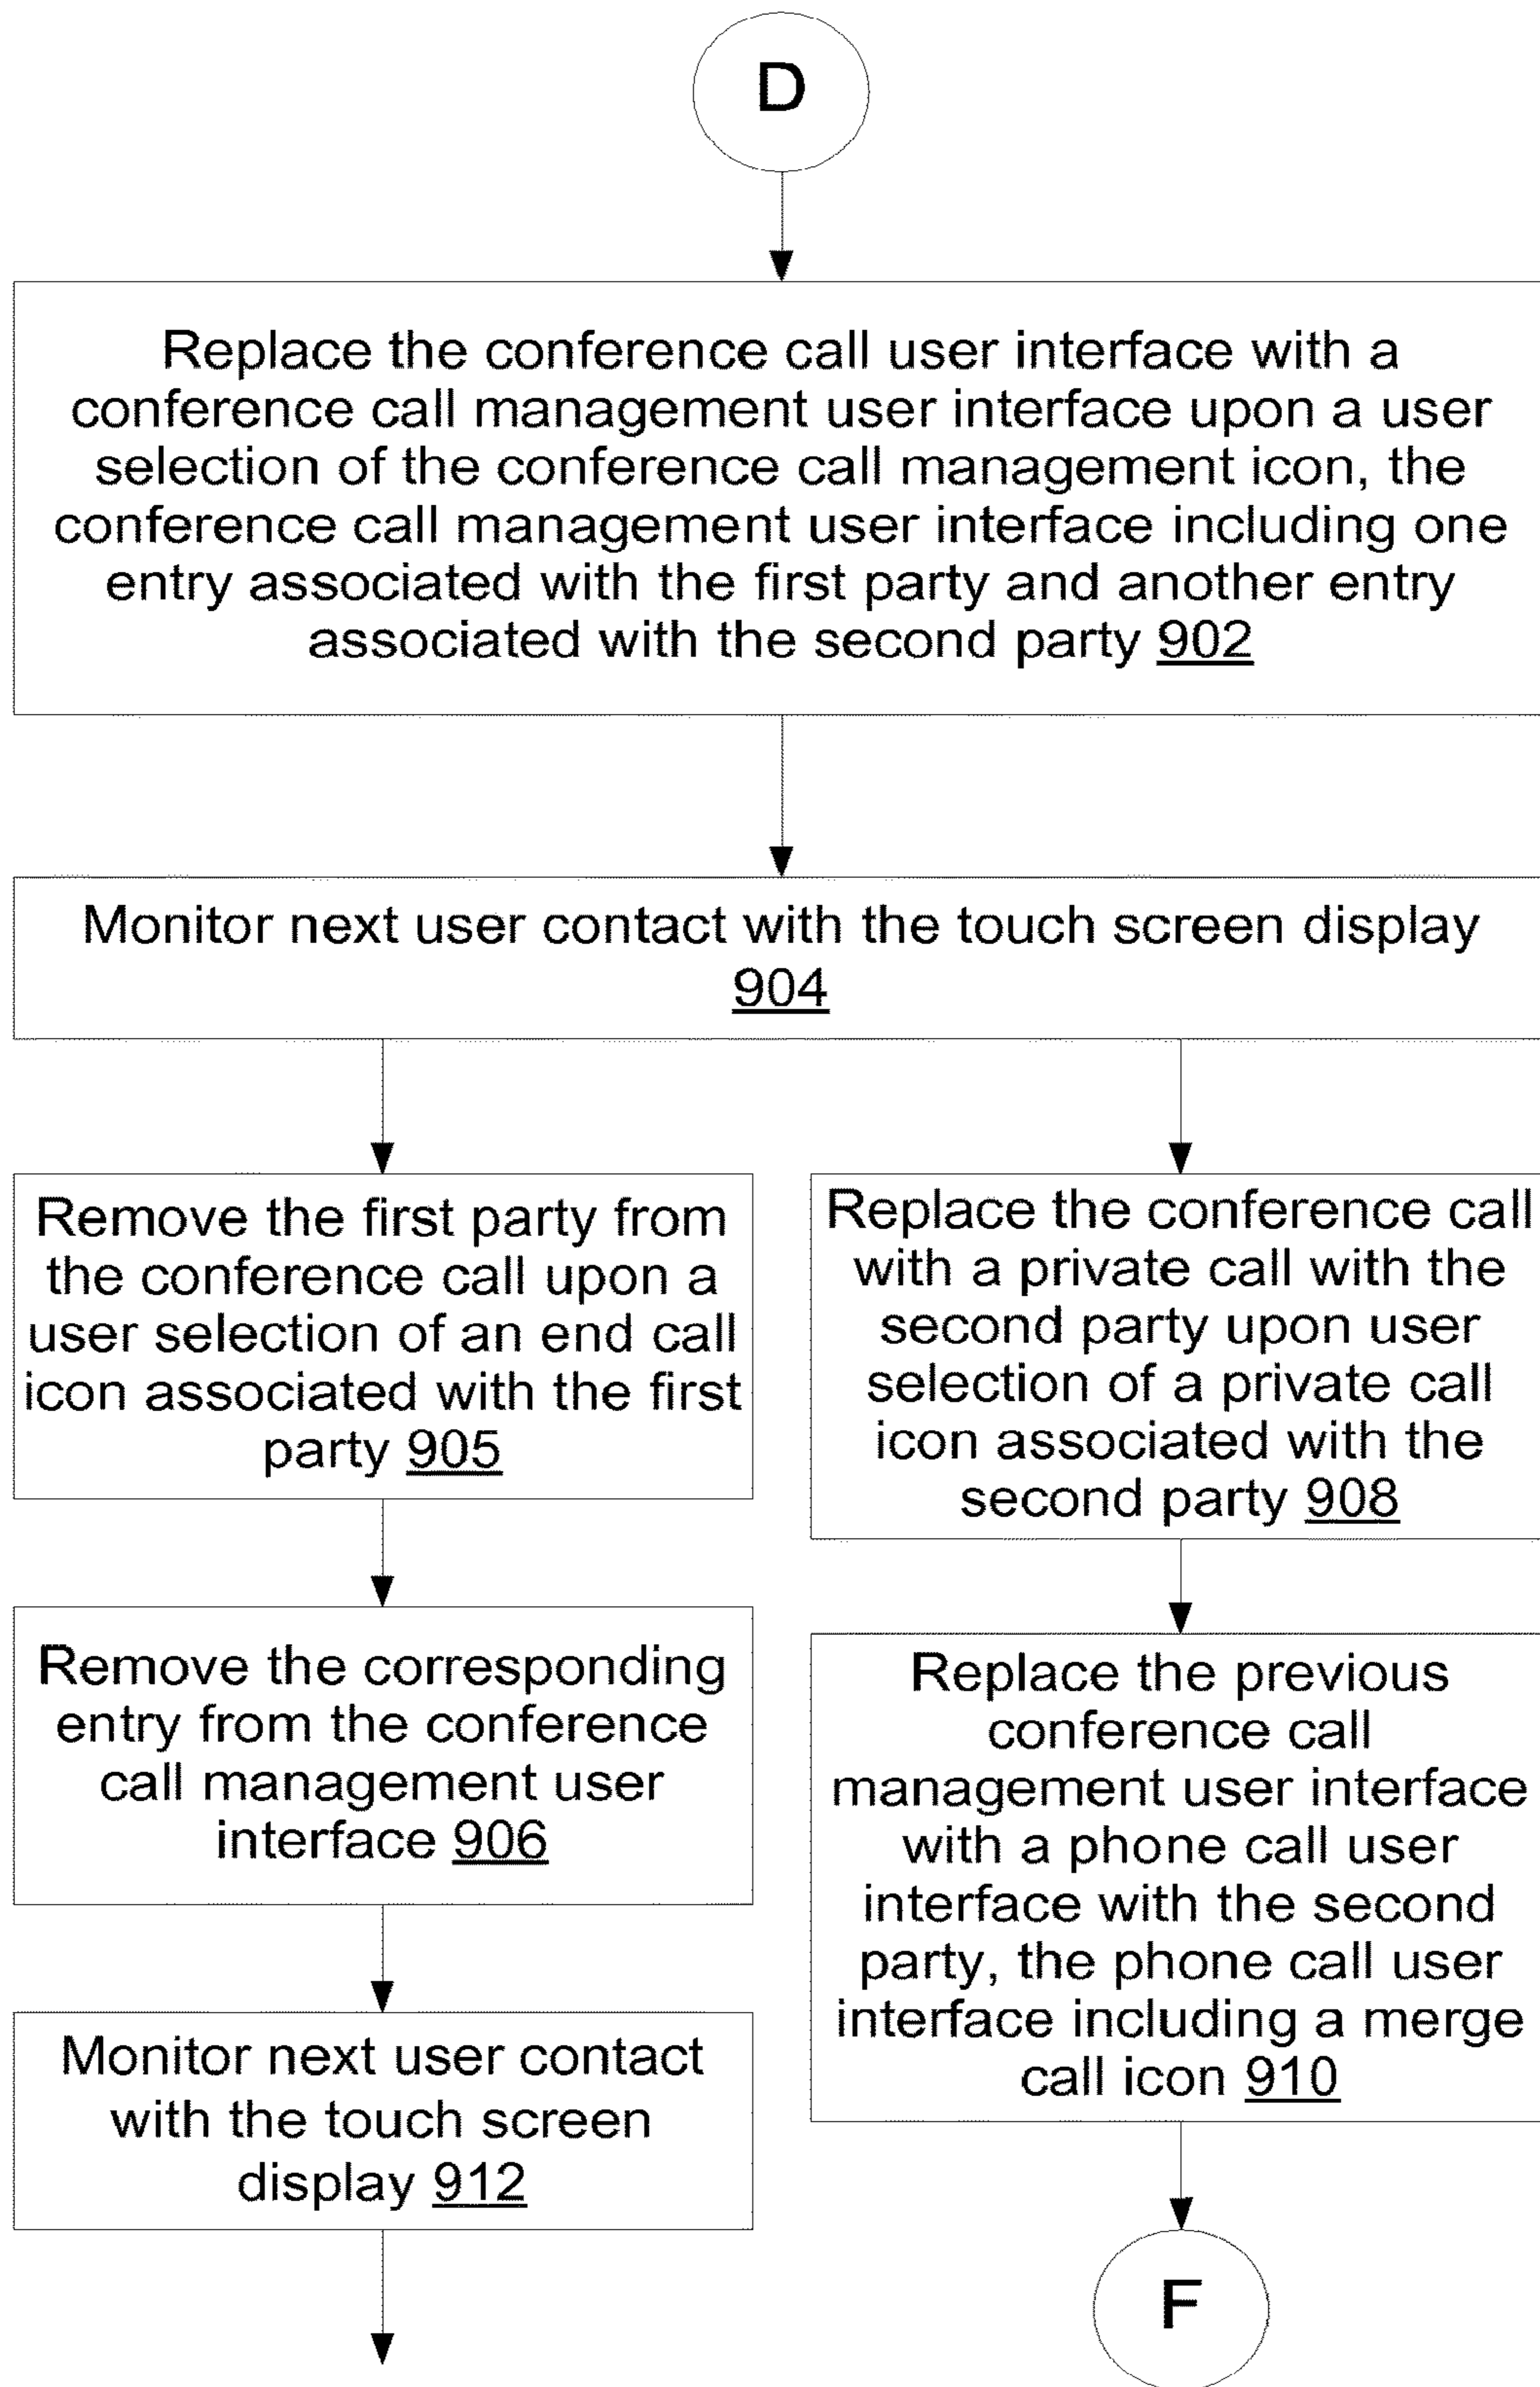 D
Replace the conference call user interface with a
conference call management user interface upon a user
selection of the conference call management icon, the
conference call management user interface including one
entry associated with the first party and another entry
associated with the second party 902
Monitor next user contact with the touch screen display
904
Remove the first party from
the conference call upon a
user selection of an end call
icon associated with the first
party 905
Remove the corresponding
entry from the conference
call management user
interface 906
Monitor next user contact
with the touch screen
display 912
Replace the conference call
with a private call with the
second party upon user
selection of a private call
icon associated with the
second party 908
Replace the previous
conference call
management user interface
with a phone call user
interface with the second
party, the phone call user
interface including a merge
call icon 910
F